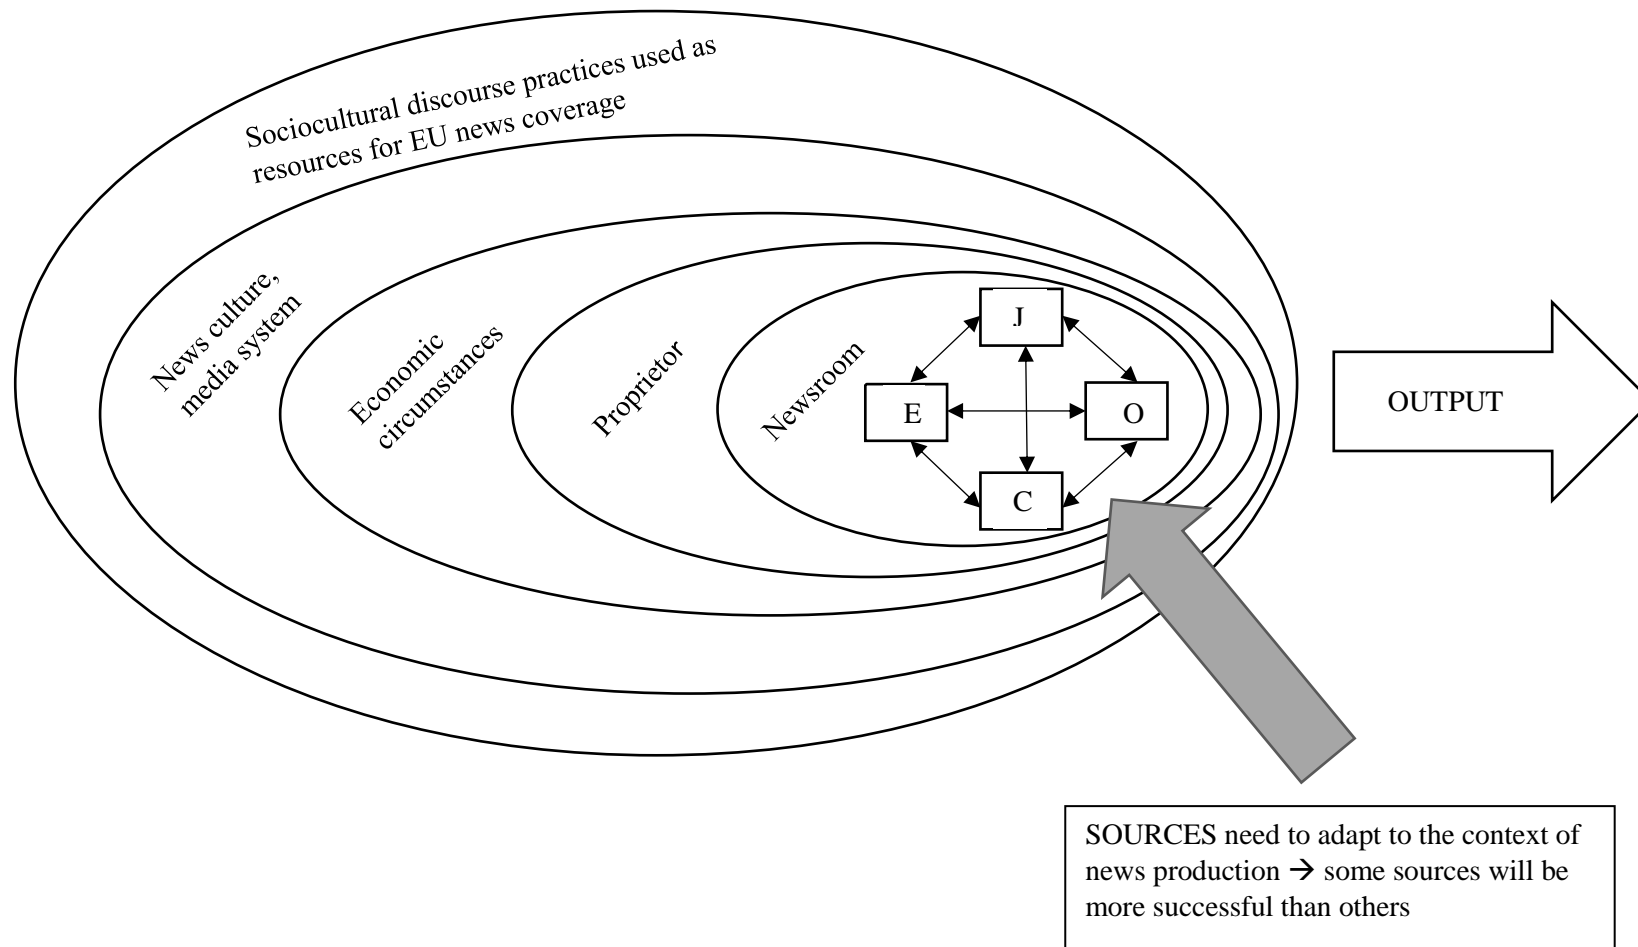 Sociocultural discourse practices used as
resources for EU news coverage
News culture,
media system
Economic
circumstances
Proprietor
Newsroom
J
E
O
C
OUTPUT
SOURCES need to adapt to the context of
news production → some sources will be
more successful than others